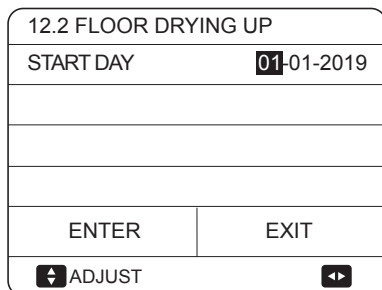 12.2 FLOOR DRYING UP
START DAY 01-01-2019
ENTER EXIT
ADJUST